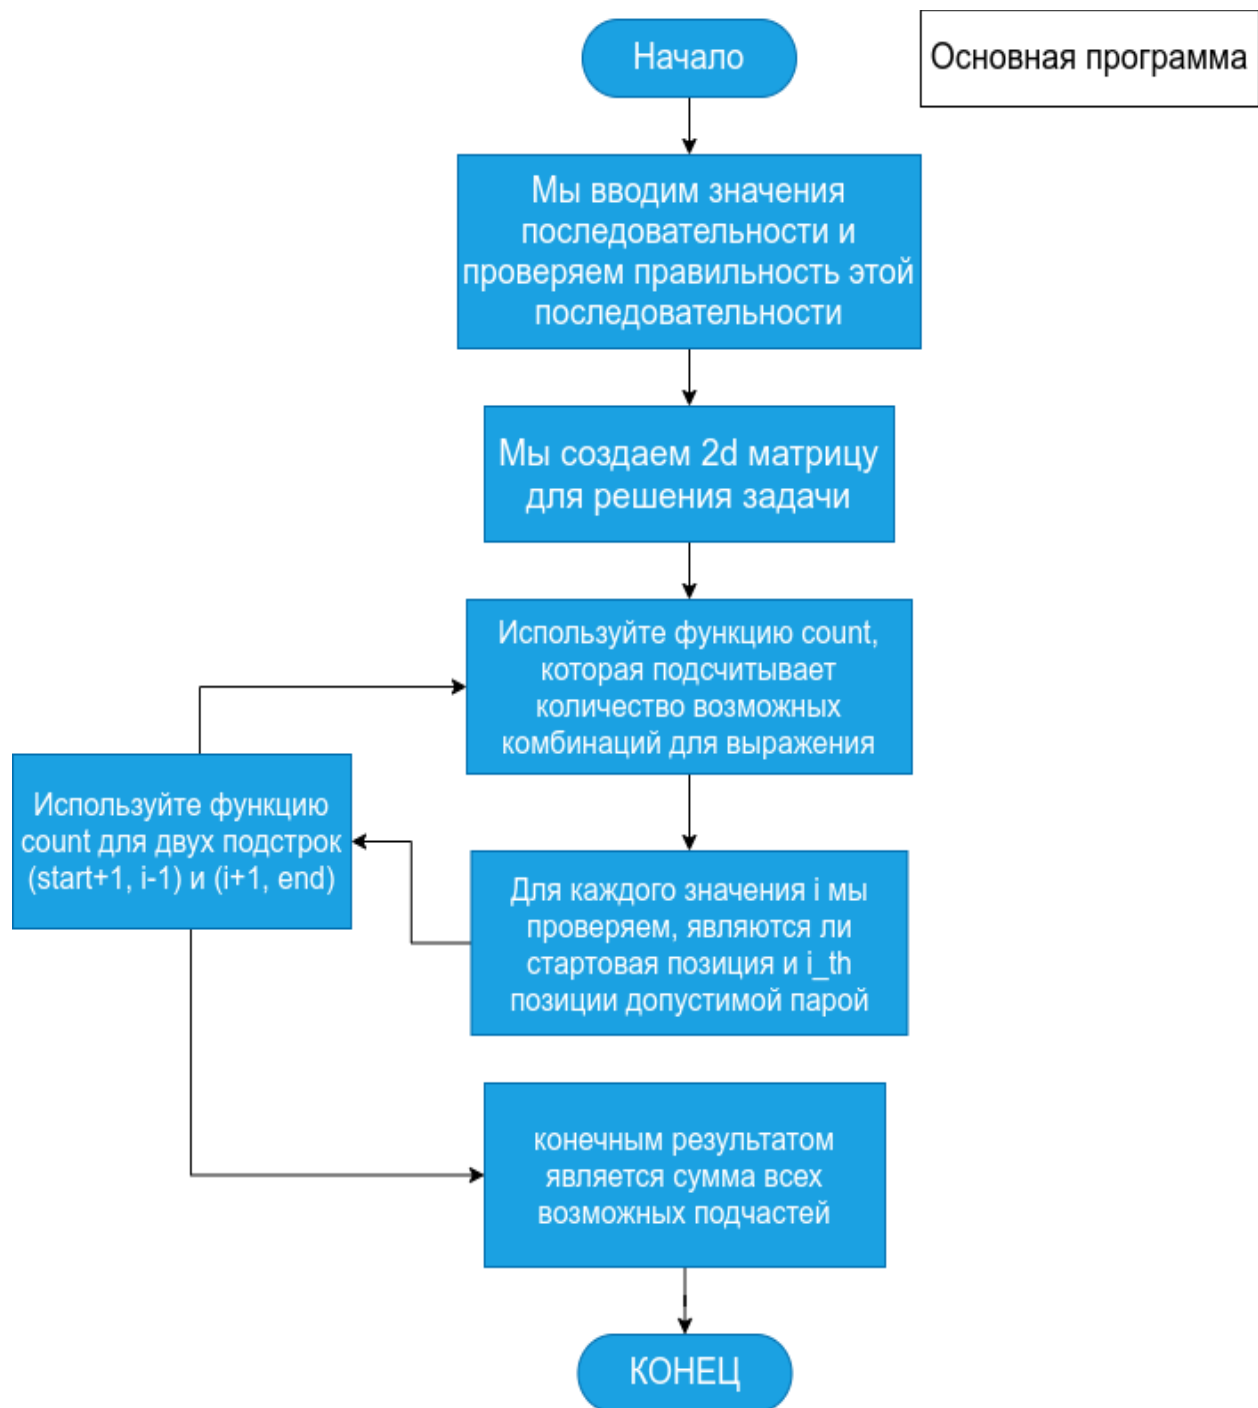 Начало
Основная программа
Мы вводим значения
последовательности и
проверяем правильность этой
последовательности
Мы создаем 2d матрицу
для решения задачи
Используйте функцию count,
которая подсчитывает
количество возможных
комбинаций для выражения
Используйте функцию
count для двух подстрок
(start+1, i-1) и (i+1, end)
Для каждого значения i мы
проверяем, являются ли
стартовая позиция и i_th
позиции допустимой парой
конечным результатом
является сумма всех
возможных подчастей
КОНЕЦ